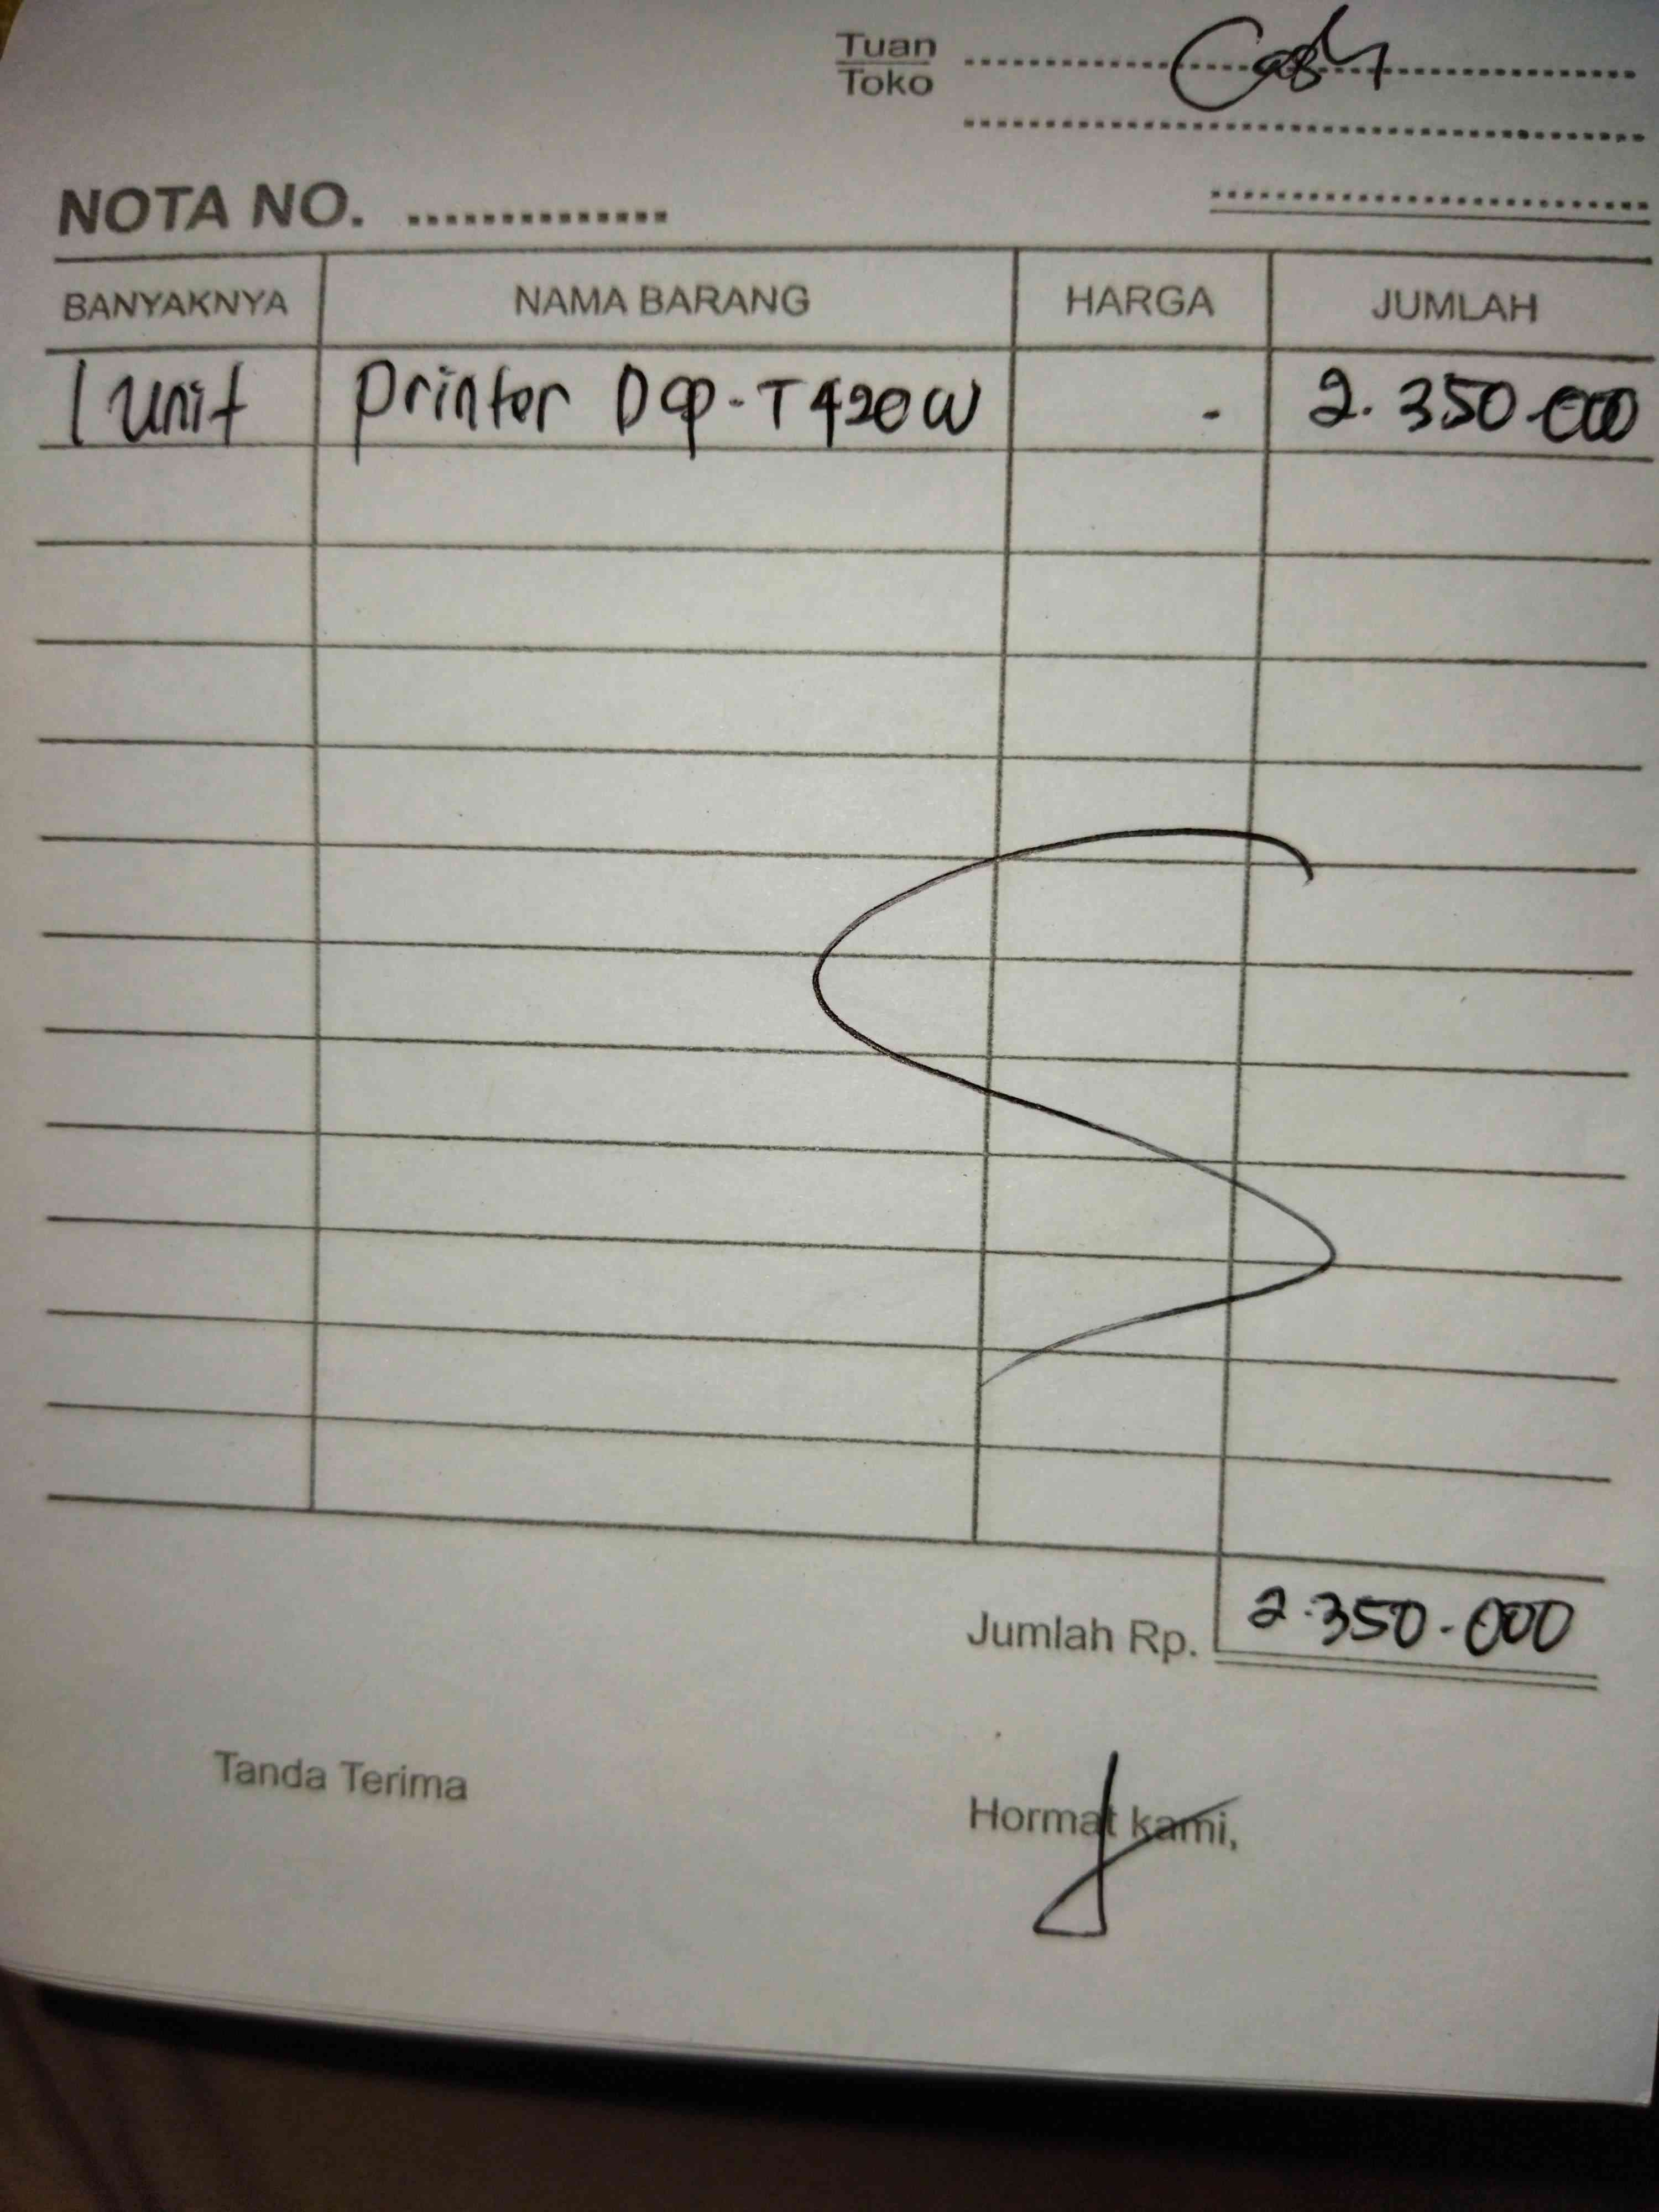 Tuan Cash
Toko
NOTA NO. ..............
BANYAKNYA NAMA BARANG HARGA JUMLAH
1 Unit Printer Dcp-T420W - 2.350.000
Jumlah Rp. 2.350.000
Tanda Terima
Hormat kami,